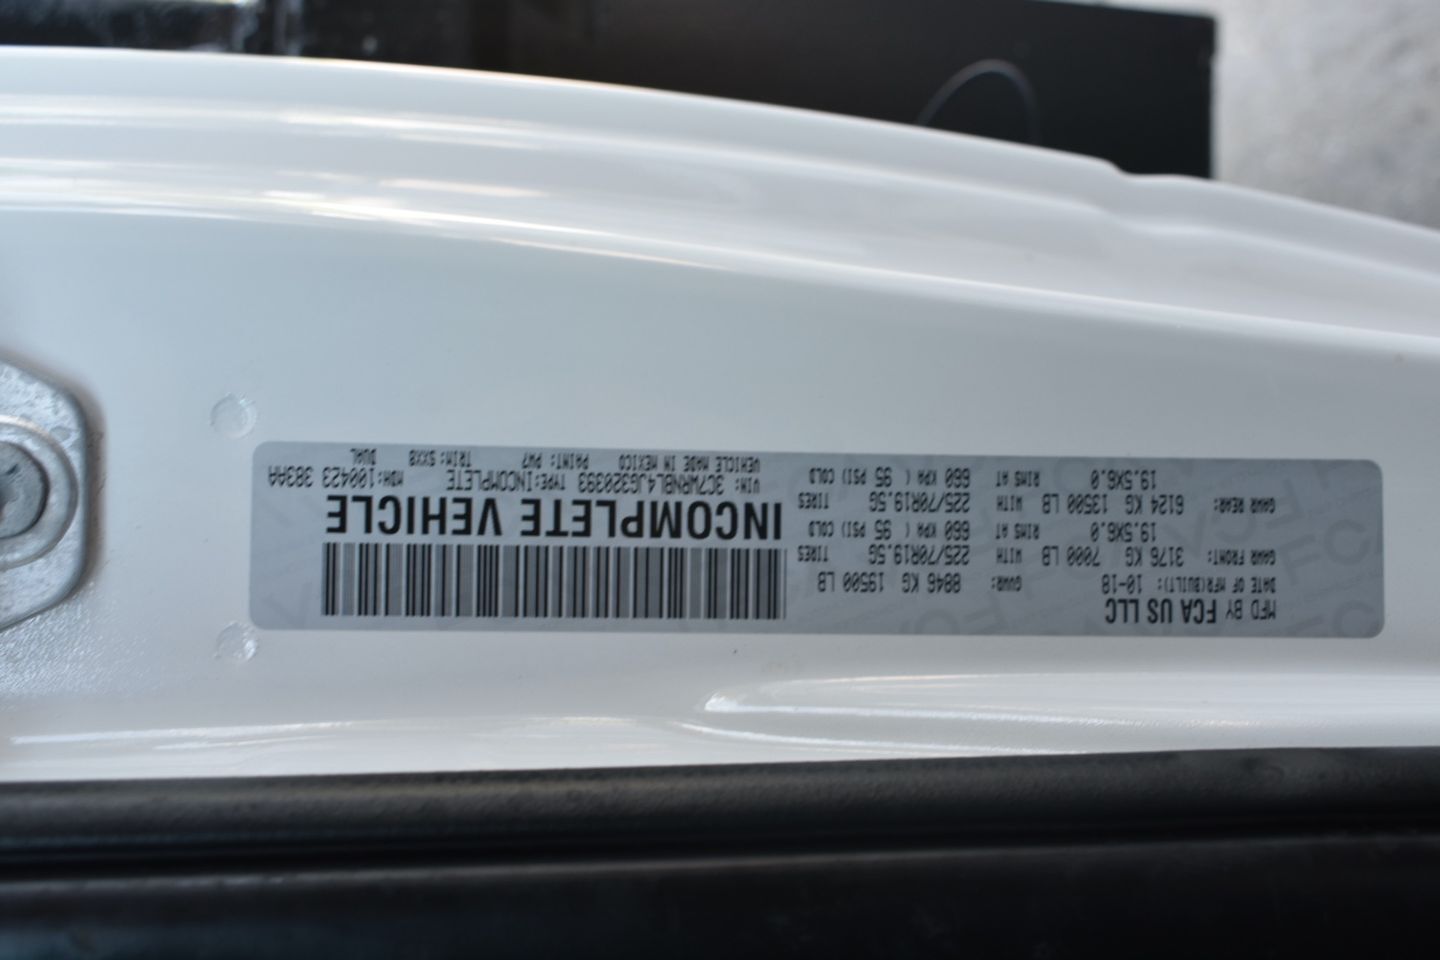 MFD BY FCA US LLC
DATE OF MFR(BUILT): 10-18 GVWR: 8846 KG 19500 LB
GAWR FRONT: 3176 KG 7000 LB WITH 225/70R19.5G TIRES
19.5X6.0 RIMS AT 660 KPA ( 95 PSI) COLD
GAWR REAR: 6124 KG 13500 LB WITH 225/70R19.5G TIRES
19.5X6.0 RIMS AT 660 KPA ( 95 PSI) COLD
INCOMPLETE VEHICLE
VIN: 3C7WRNBL4JG320393 TYPE:INCOMPLETE MDH:100423 383AA
VEHICLE MADE IN MEXICO PAINT: PW7 TRIM:SXX8 DUAL